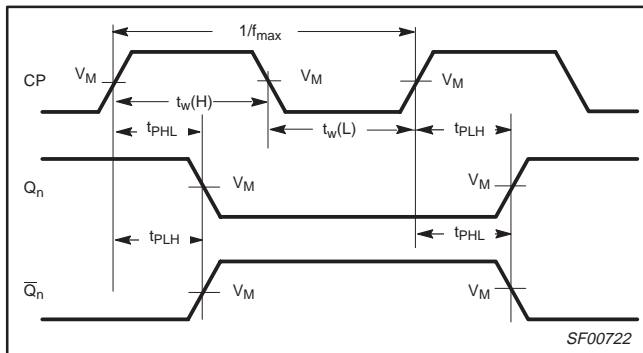 1/fmax
CP
VM
VM
VM
tw(H)
tPHL
tw(L)
tPLH
Qn
VM
VM
tPLH
tPHL
Q̅n
VM
VM
SF00722